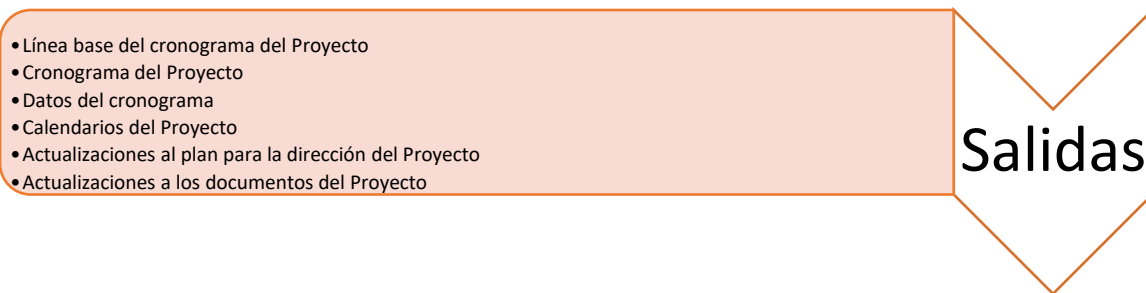 •Línea base del cronograma del Proyecto
•Cronograma del Proyecto
•Datos del cronograma
•Calendarios del Proyecto
•Actualizaciones al plan para la dirección del Proyecto
•Actualizaciones a los documentos del Proyecto
Salidas